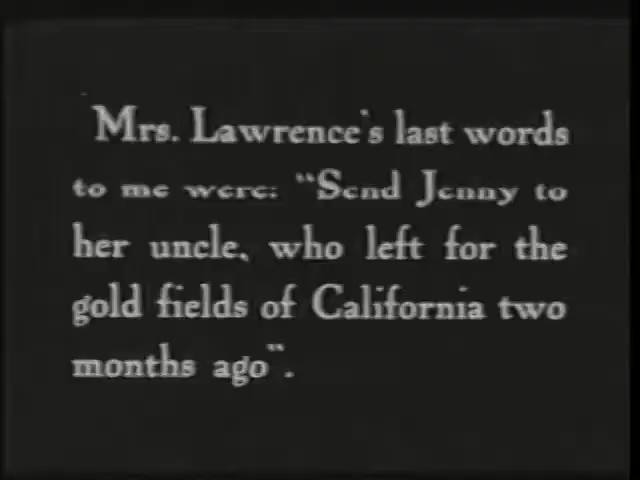 Mrs. Lawrence's last words
to me were: "Send Jenny to
her uncle, who left for the
gold fields of California two
months ago".